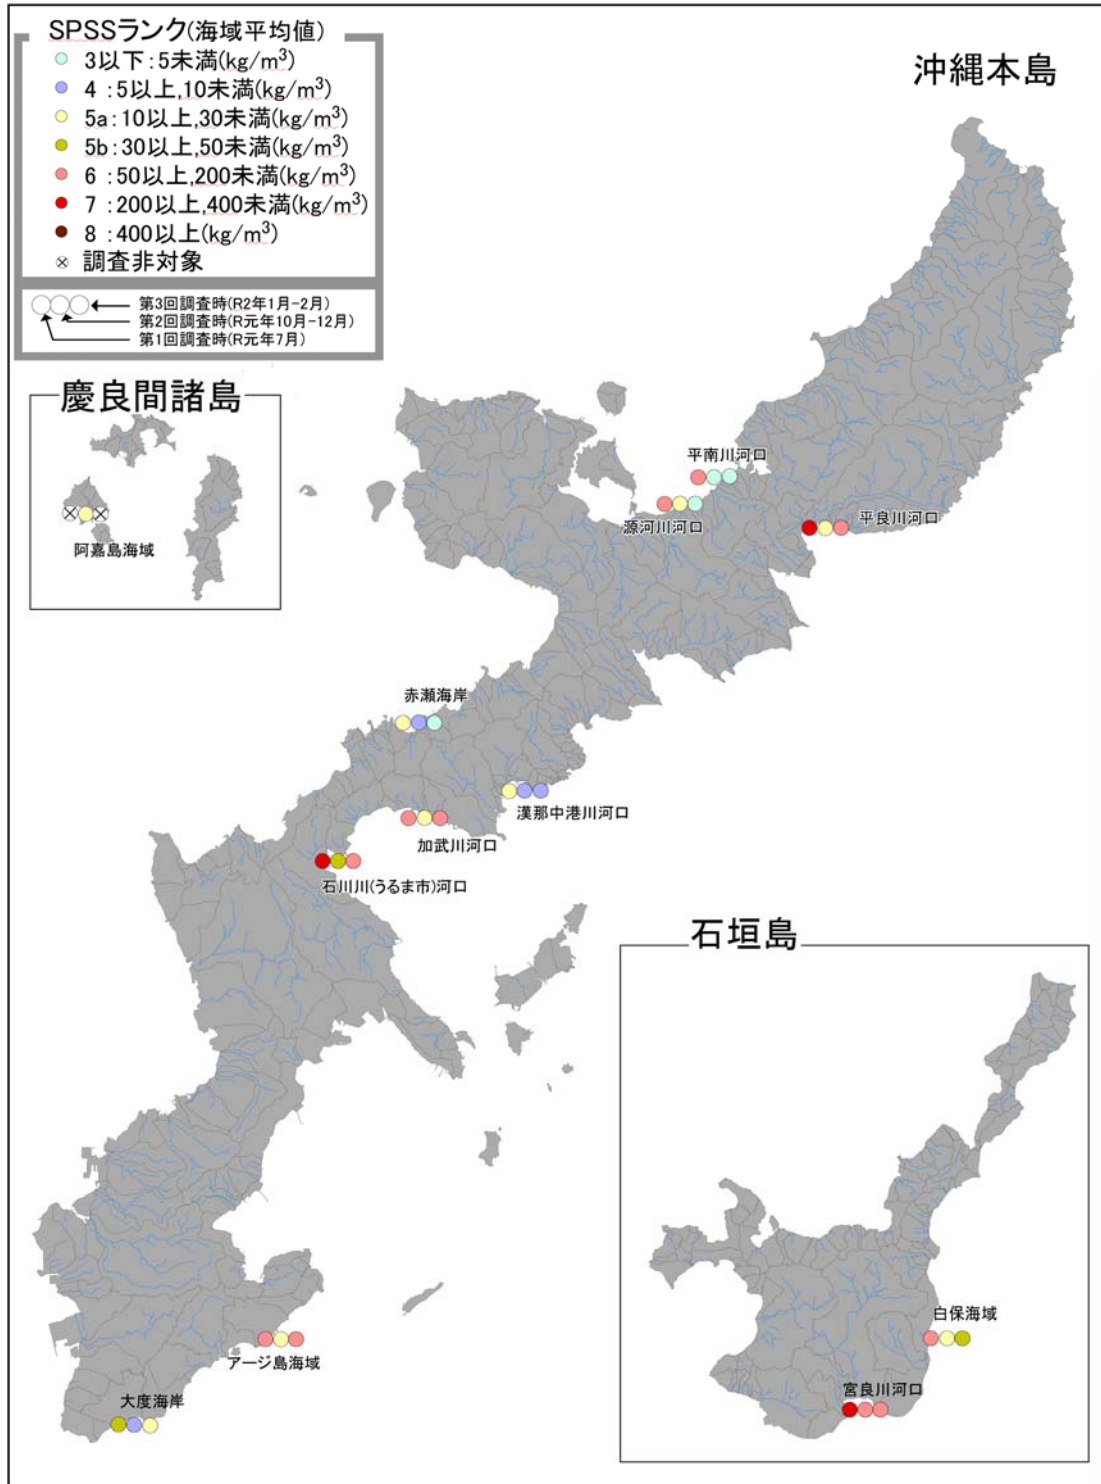 SPSSランク(海域平均値)
3以下:5未満(kg/m³)
4 :5以上,10未満(kg/m³)
5a:10以上,30未満(kg/m³)
5b:30以上,50未満(kg/m³)
6 :50以上,200未満(kg/m³)
7 :200以上,400未満(kg/m³)
8 :400以上(kg/m³)
調査非対象
第3回調査時(R2年1月-2月)
第2回調査時(R元年10月-12月)
第1回調査時(R元年7月)
沖縄本島
慶良間諸島
阿嘉島海域
平南川河口
源河川河口
平良川河口
赤瀬海岸
漢那中港川河口
加武川河口
石川川(うるま市)河口
石垣島
白保海域
宮良川河口
アージ島海域
大度海岸